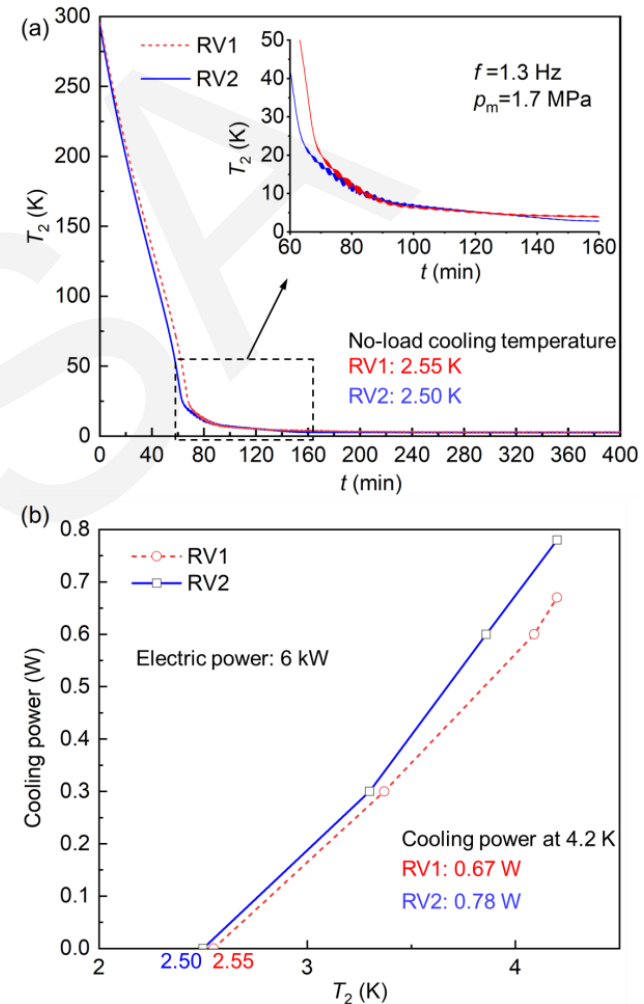 (a)
300
250
200
150
100
50
0
T2 (K)
RV1
RV2
50
40
30
20
10
0
T2 (K)
f =1.3 Hz
pm=1.7 MPa
60 80 100 120 140 160
t (min)
No-load cooling temperature
RV1: 2.55 K
RV2: 2.50 K
0 40 80 120 160 200 240 280 320 360 400
t (min)
(b)
0.8
0.7
0.6
0.5
0.4
0.3
0.2
0.1
0.0
Cooling power (W)
RV1
RV2
Electric power: 6 kW
Cooling power at 4.2 K
RV1: 0.67 W
RV2: 0.78 W
2 3 4
2.50 2.55
T2 (K)